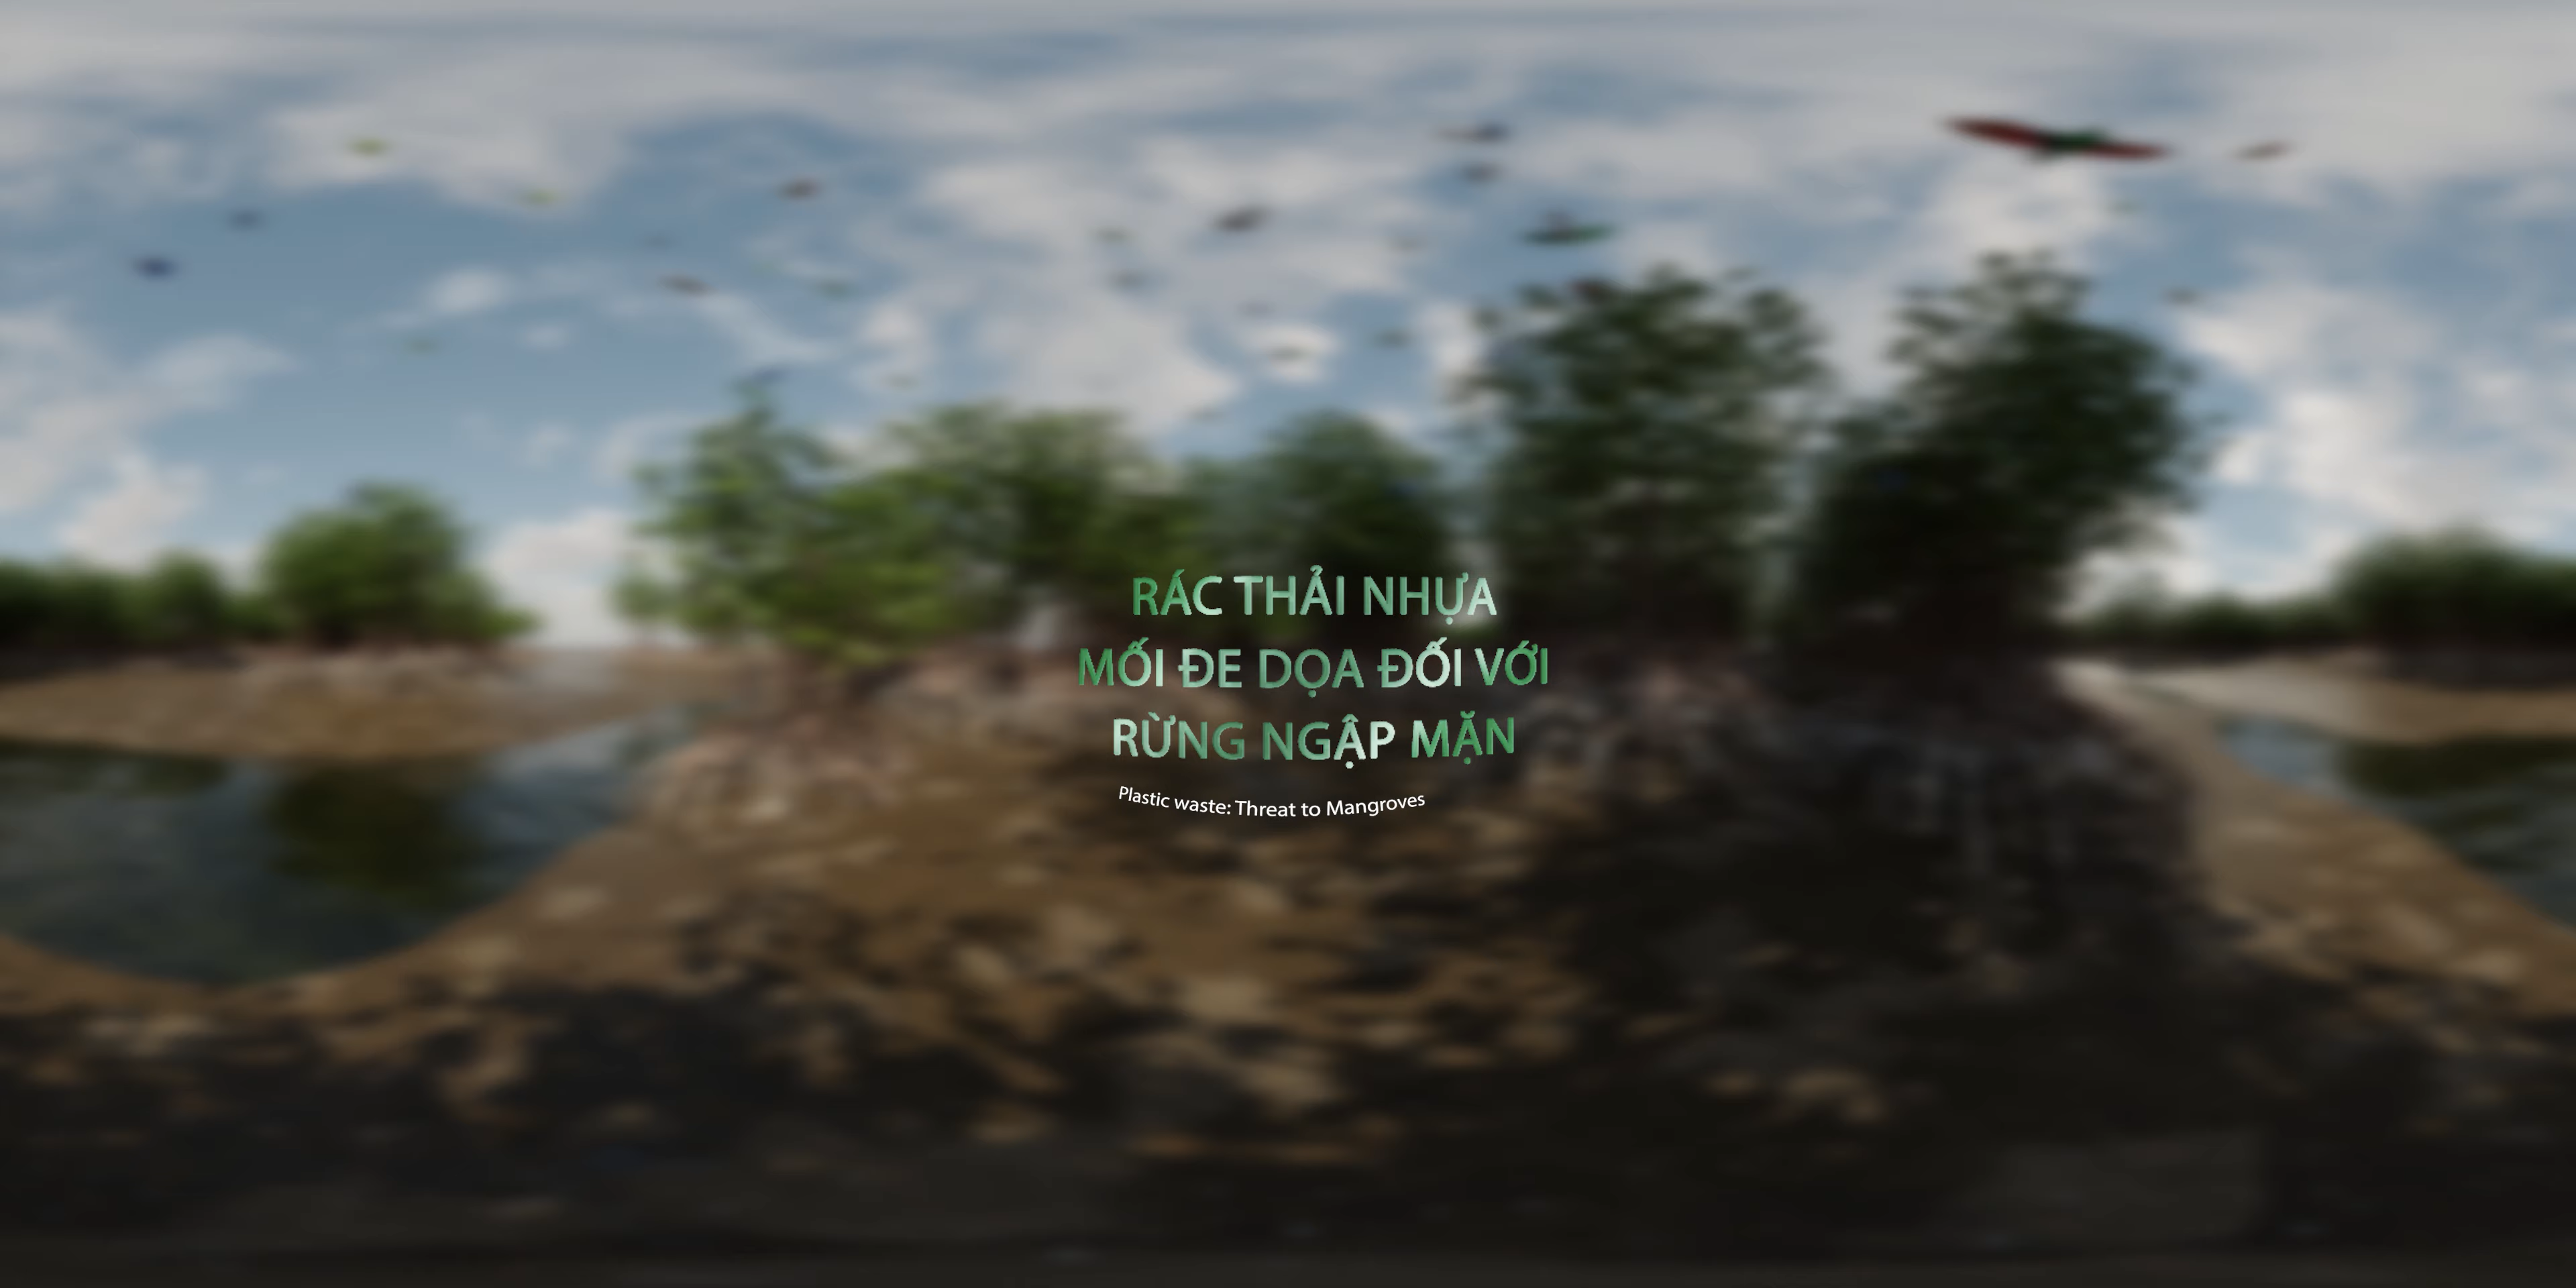 RÁC THẢI NHỰA
MỐI ĐE DỌA ĐỐI VỚI
RỪNG NGẬP MẶN
Plastic waste: Threat to Mangroves